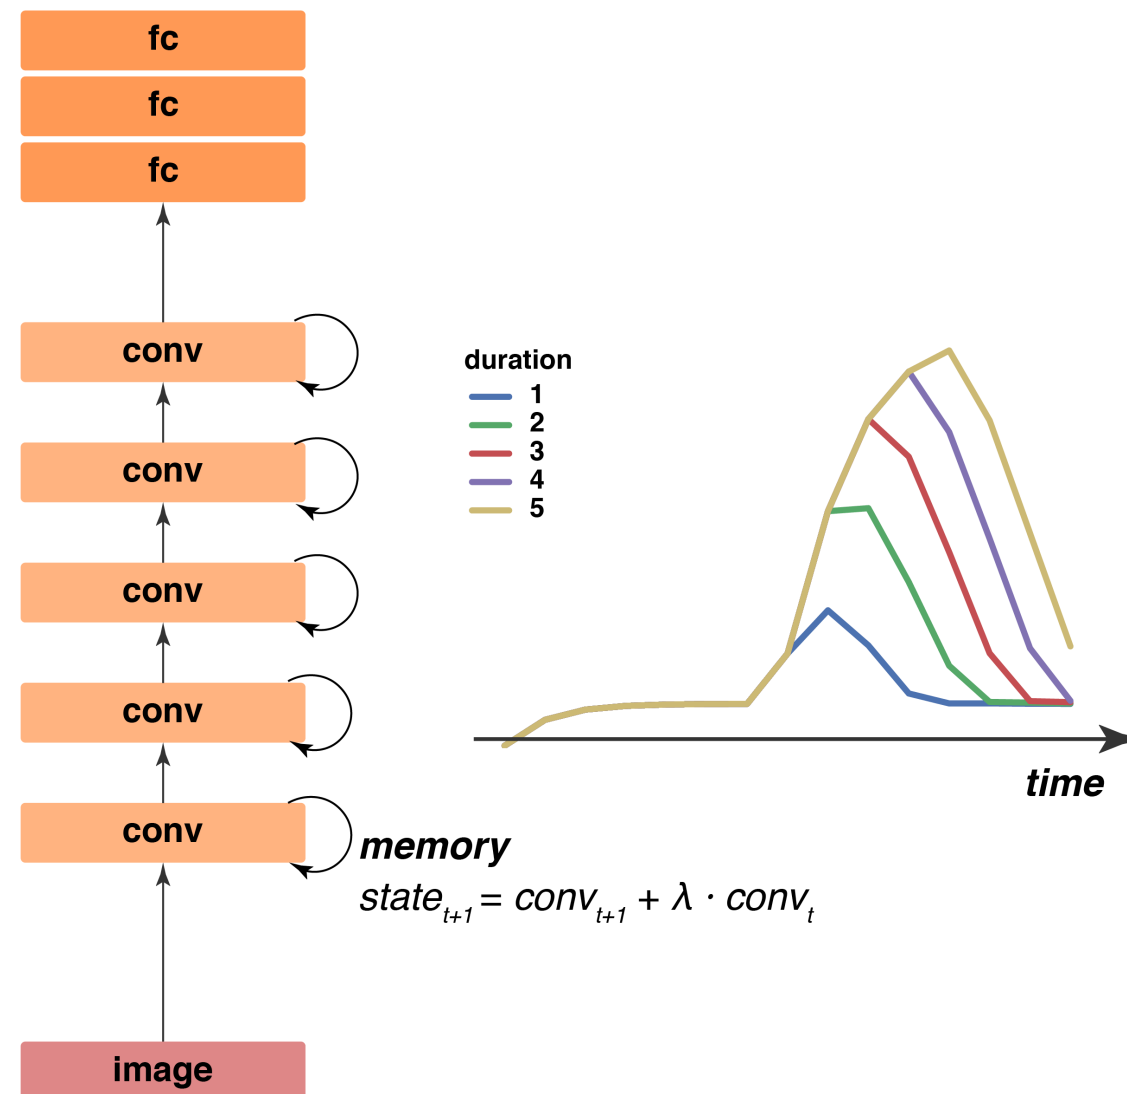 fc
fc
fc
conv
conv
conv
conv
conv
image
memory
state_{t+1} = conv_{t+1} + λ · conv_t
duration
1
2
3
4
5
time